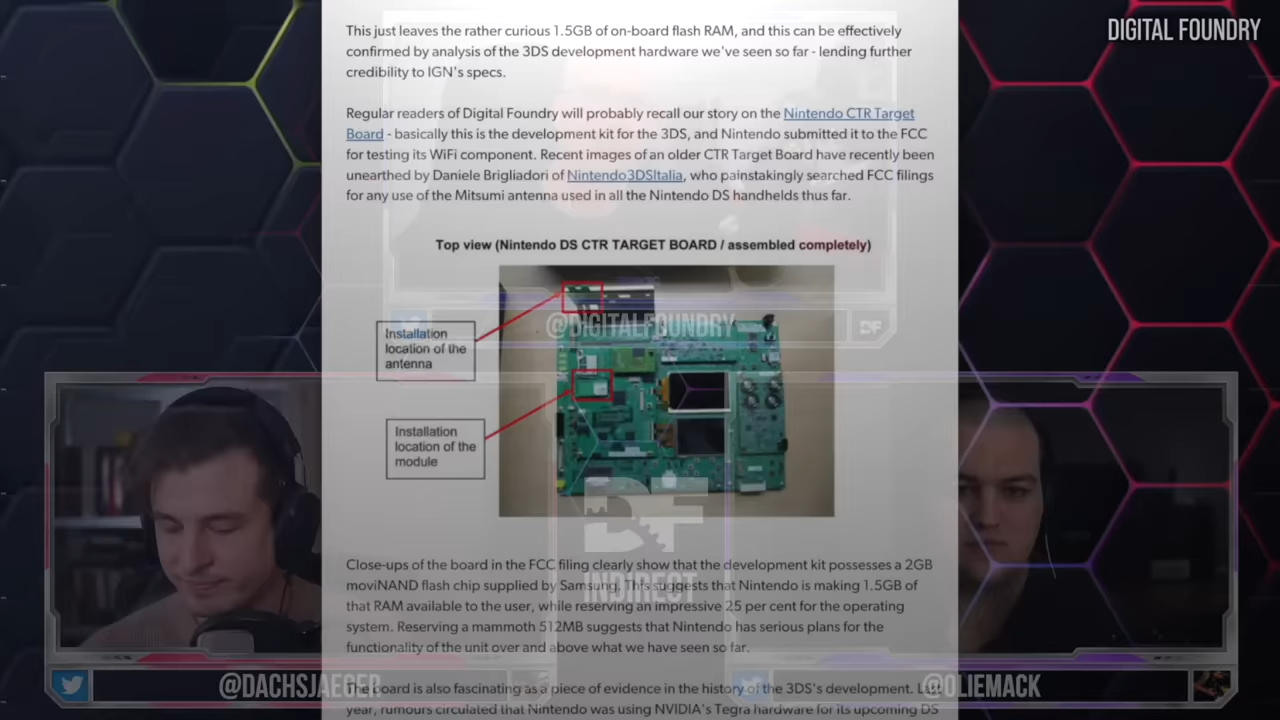 DIGITAL FOUNDRY
This just leaves the rather curious 1.5GB of on-board flash RAM, and this can be effectively
confirmed by analysis of the 3DS development hardware we've seen so far - lending further
credibility to IGN's specs.
Regular readers of Digital Foundry will probably recall our story on the Nintendo CTR Target
Board - basically this is the development kit for the 3DS, and Nintendo submitted it to the FCC
for testing its WiFi component. Recent images of an older CTR Target Board have recently been
unearthed by Daniele Brigliadori of Nintendo3DSItalia, who painstakingly searched FCC filings
for any use of the Mitsumi antenna used in all the Nintendo DS handhelds thus far.
Top view (Nintendo DS CTR TARGET BOARD / assembled completely)
Installation
location of the
antenna
@DIGITALFOUNDRY
DF
Installation
location of the
module
DF
INDIRECT
Close-ups of the board in the FCC filing clearly show that the development kit possesses a 2GB
moviNAND flash chip supplied by Samsung. This suggests that Nintendo is making 1.5GB of
that RAM available to the user, while reserving an impressive 25 per cent for the operating
system. Reserving a mammoth 512MB suggests that Nintendo has serious plans for the
functionality of the unit over and above what we have seen so far.
@DACHSJAEGER
@OLIEMACK
The board is also fascinating as a piece of evidence in the history of the 3DS's development. Last
year, rumours circulated that Nintendo was using NVIDIA's Tegra hardware for its upcoming DS